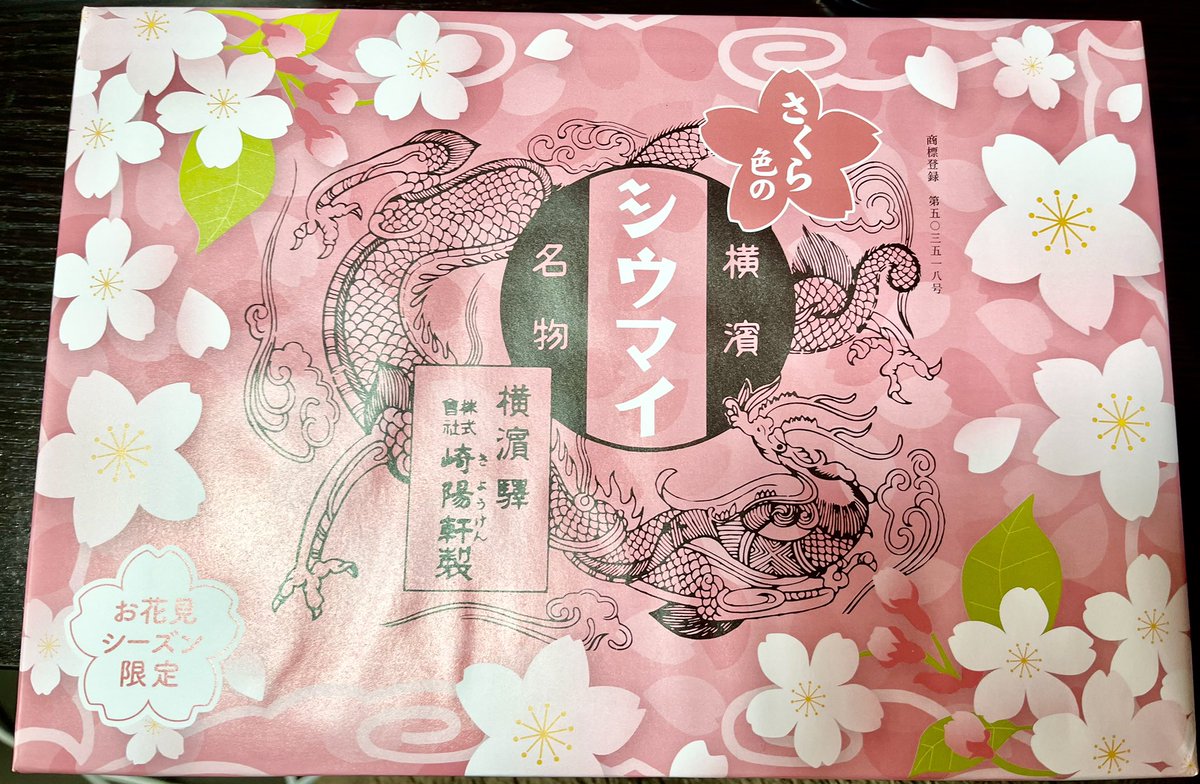 さくら
色の
シウマイ
横濱
名物
商標登録 第五〇三五一八号
横濱驛
株式
會社
崎陽軒製
きようけん
お花見
シーズン
限定